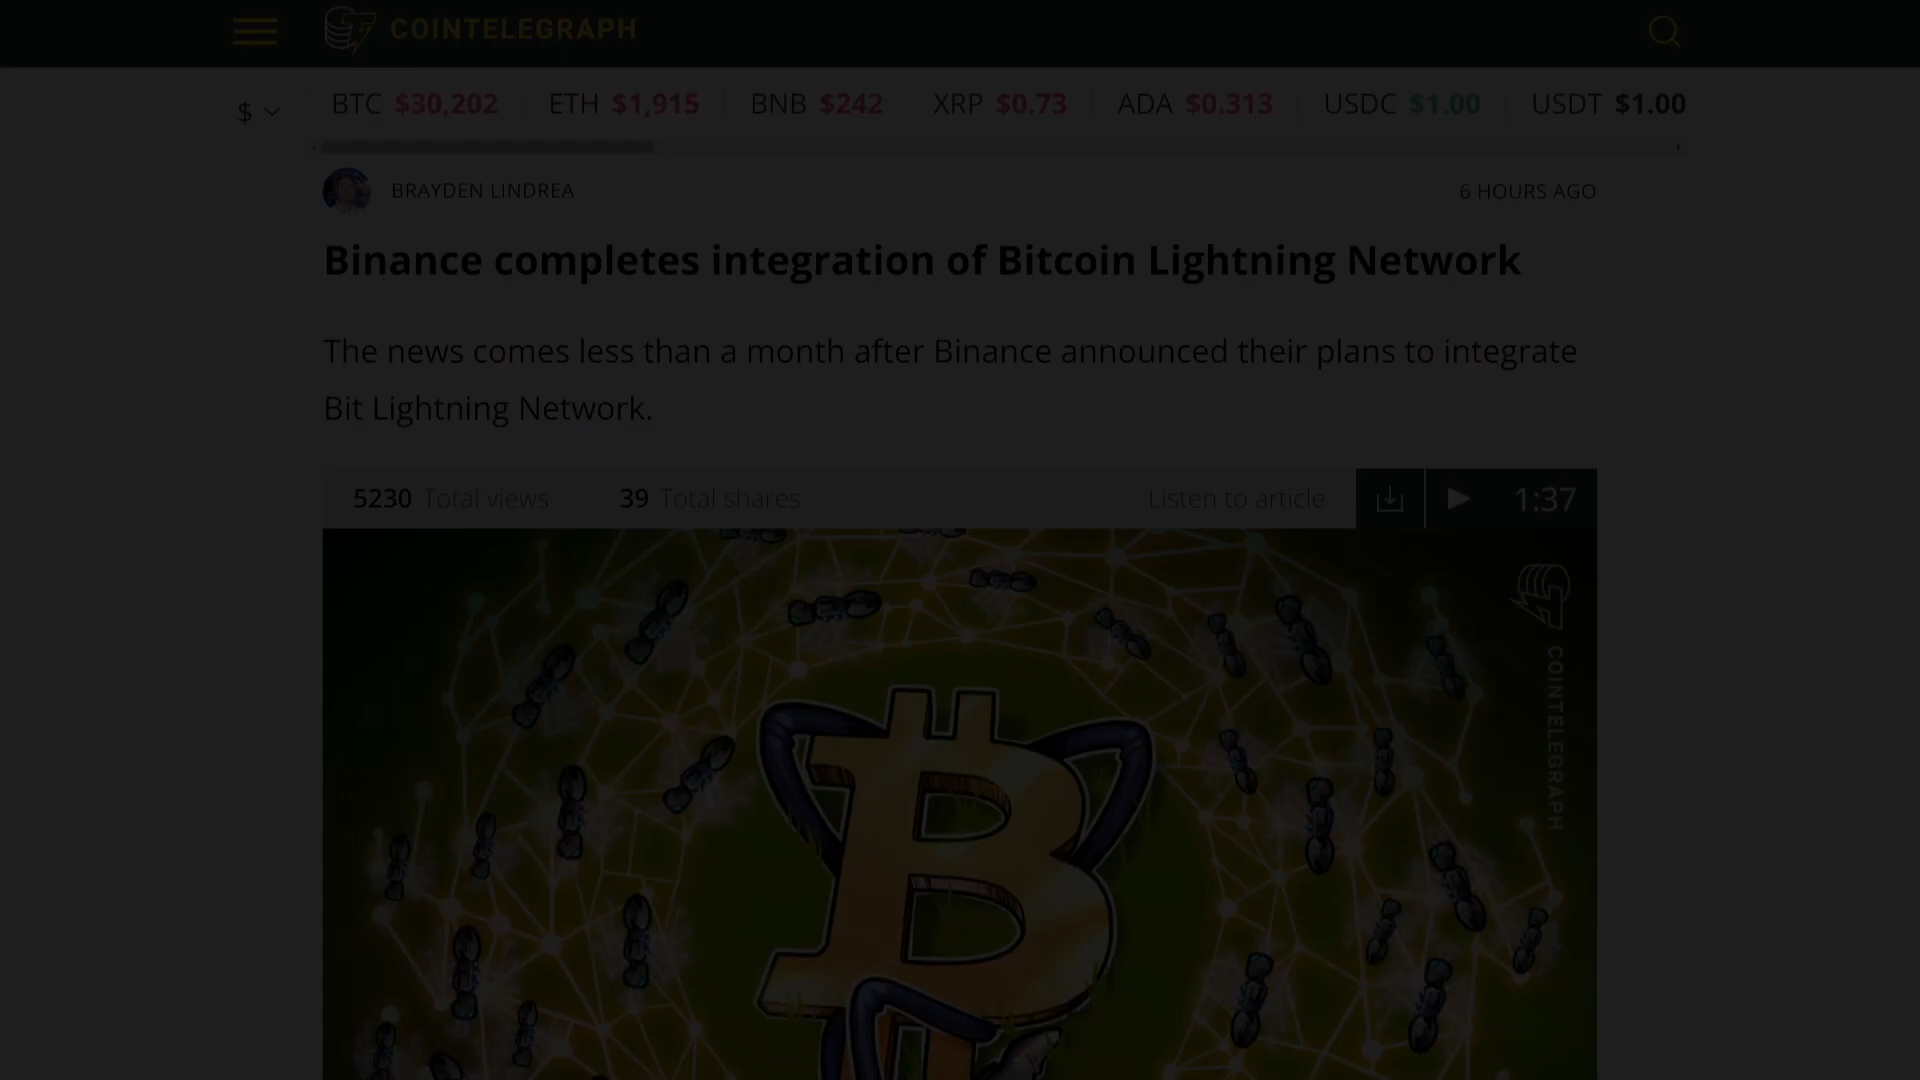 COINTELEGRAPH
$ BTC $30,202 ETH $1,915 BNB $242 XRP $0.73 ADA $0.313 USDC $1.00 USDT $1.00
BRAYDEN LINDREA 6 HOURS AGO
Binance completes integration of Bitcoin Lightning Network
The news comes less than a month after Binance announced their plans to integrate
Bit Lightning Network.
5230 Total views 39 Total shares Listen to article 1:37
COINTELEGRAPH